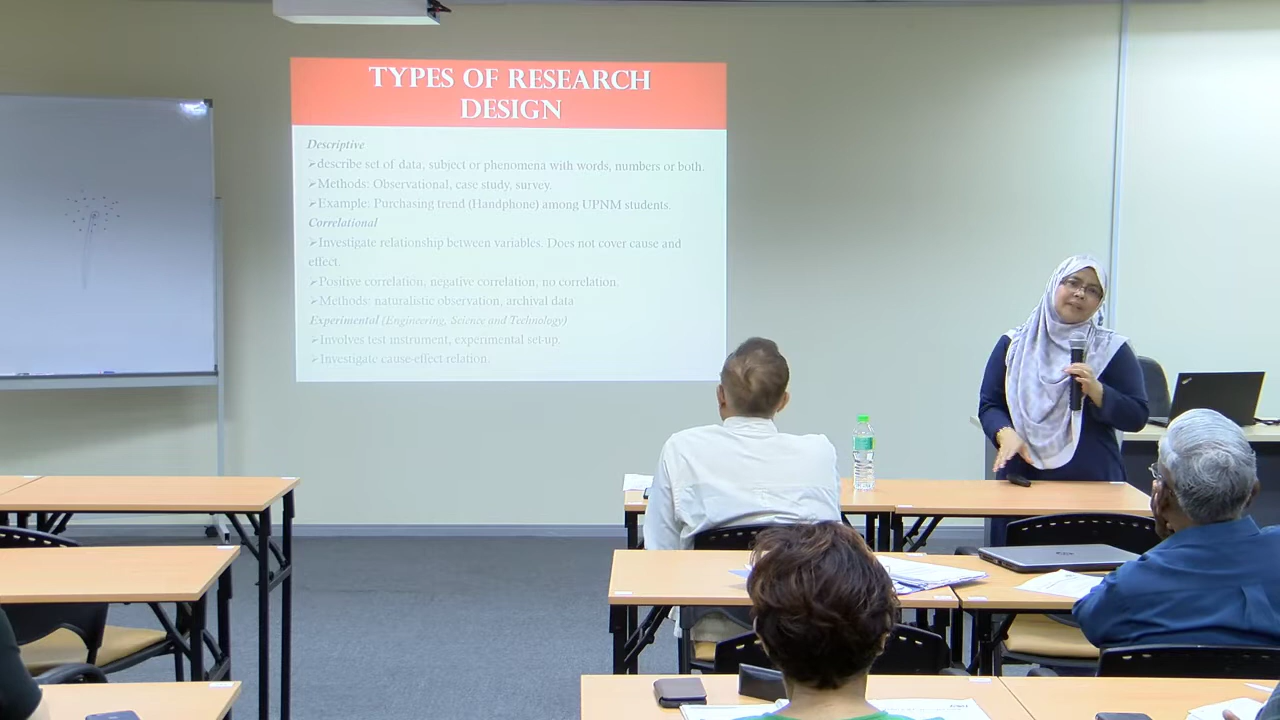 TYPES OF RESEARCH
DESIGN
Descriptive
➢describe set of data, subject or phenomena with words, numbers or both.
➢Methods: Observational, case study, survey.
➢Example: Purchasing trend (Handphone) among UPNM students.
Correlational
➢Investigate relationship between variables. Does not cover cause and
effect.
➢Positive correlation, negative correlation, no correlation.
➢Methods: naturalistic observation, archival data
Experimental (Engineering, Science and Technology)
➢Involves instrument, experimental set-up.
➢Investigate cause-effect relation.